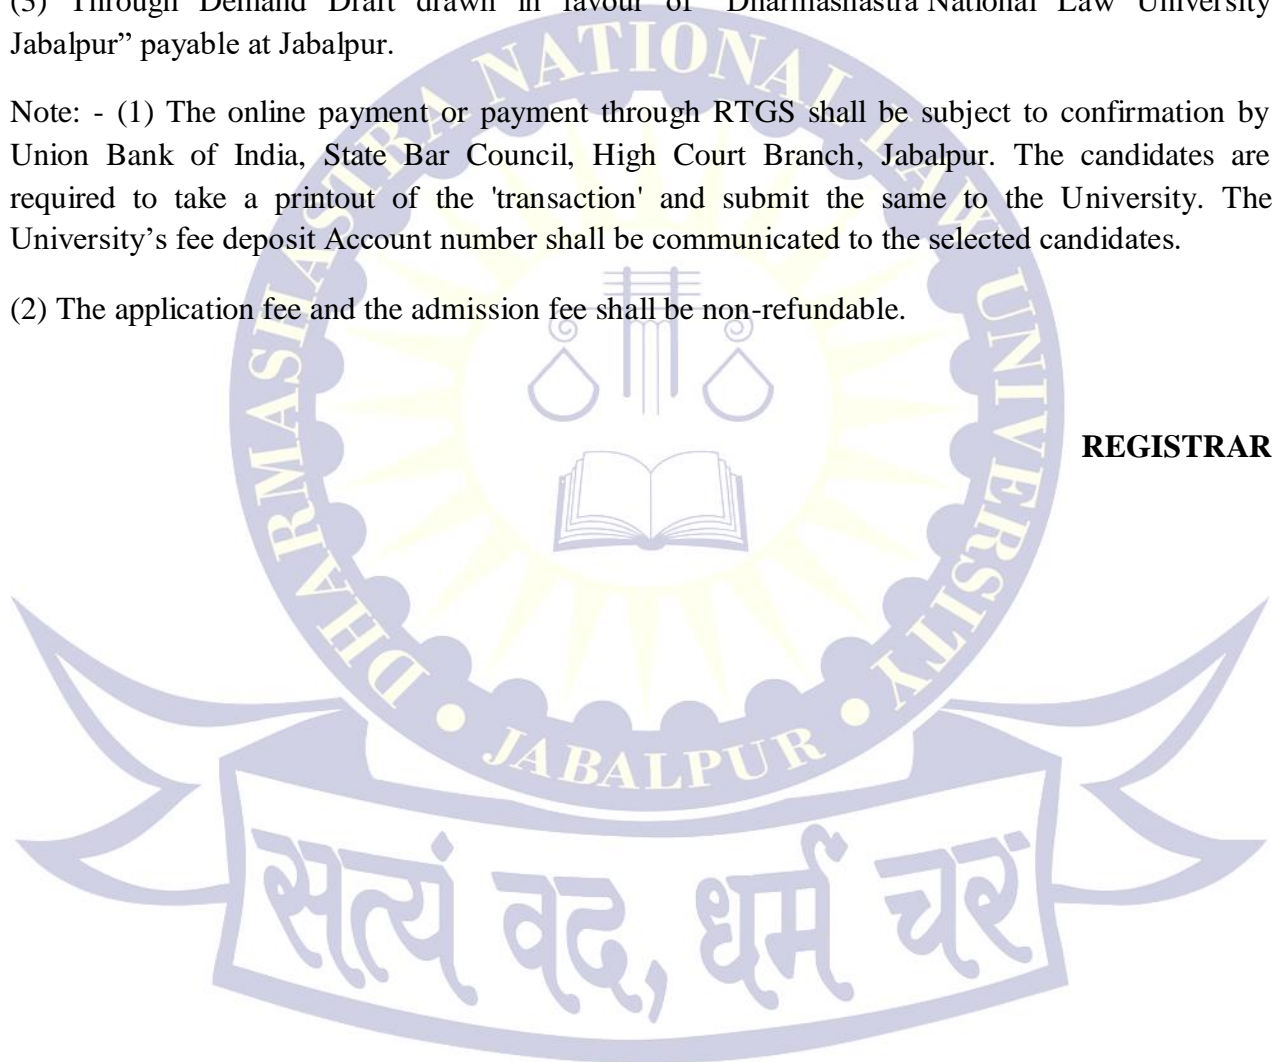 (3) Through Demand Draft drawn in favour of “Dharmashastra National Law University
Jabalpur” payable at Jabalpur.
Note: - (1) The online payment or payment through RTGS shall be subject to confirmation by
Union Bank of India, State Bar Council, High Court Branch, Jabalpur. The candidates are
required to take a printout of the 'transaction' and submit the same to the University. The
University’s fee deposit Account number shall be communicated to the selected candidates.
(2) The application fee and the admission fee shall be non-refundable.
REGISTRAR
DHARMASHASTRA NATIONAL LAW UNIVERSITY
• JABALPUR •
सत्यं वद, धर्मं चर